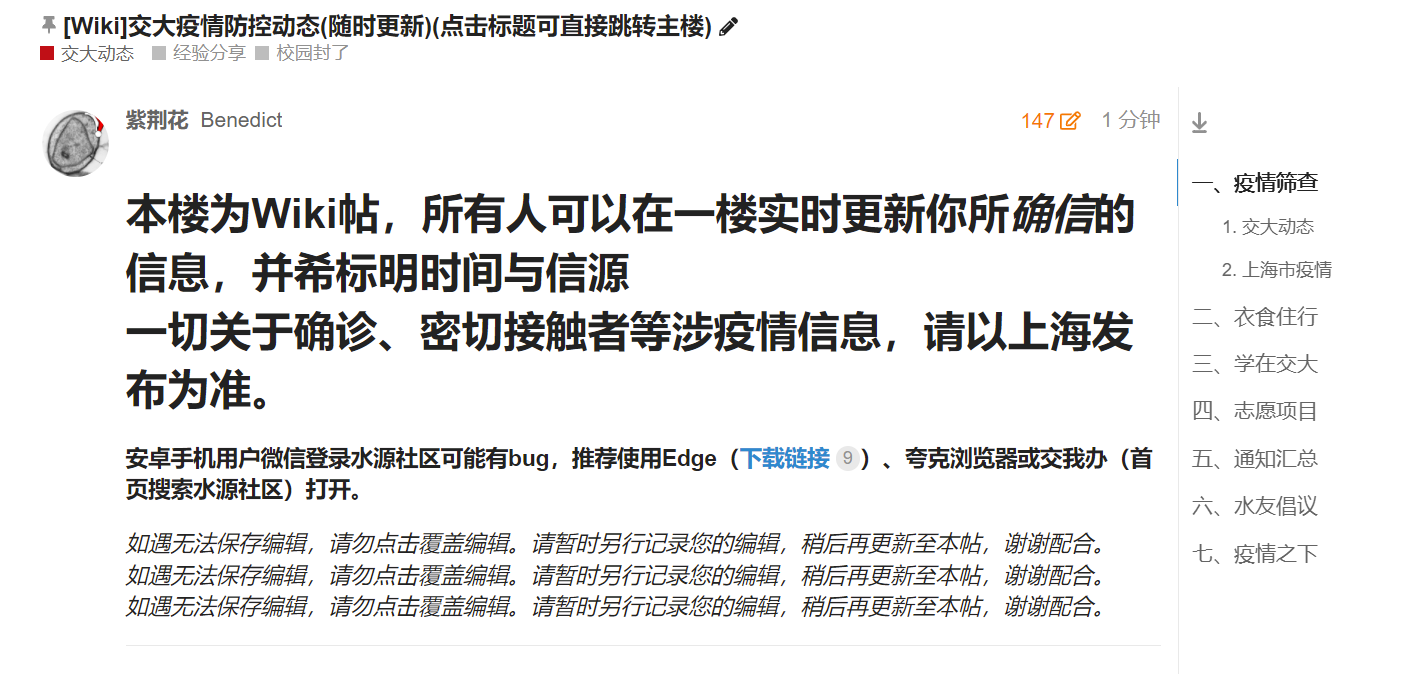 [Wiki]交大疫情防控动态(随时更新)(点击标题可直接跳转主楼)
交大动态 经验分享 校园封了
紫荆花 Benedict 147 1 分钟
本楼为Wiki帖，所有人可以在一楼实时更新你所确信的
信息，并希标明时间与信源
一切关于确诊、密切接触者等涉疫情信息，请以上海发
布为准。
安卓手机用户微信登录水源社区可能有bug，推荐使用Edge（下载链接 9）、夸克浏览器或交我办（首
页搜索水源社区）打开。
如遇无法保存编辑，请勿点击覆盖编辑。请暂时另行记录您的编辑，稍后再更新至本帖，谢谢配合。
如遇无法保存编辑，请勿点击覆盖编辑。请暂时另行记录您的编辑，稍后再更新至本帖，谢谢配合。
如遇无法保存编辑，请勿点击覆盖编辑。请暂时另行记录您的编辑，稍后再更新至本帖，谢谢配合。
一、疫情筛查
1. 交大动态
2. 上海市疫情
二、衣食住行
三、学在交大
四、志愿项目
五、通知汇总
六、水友倡议
七、疫情之下